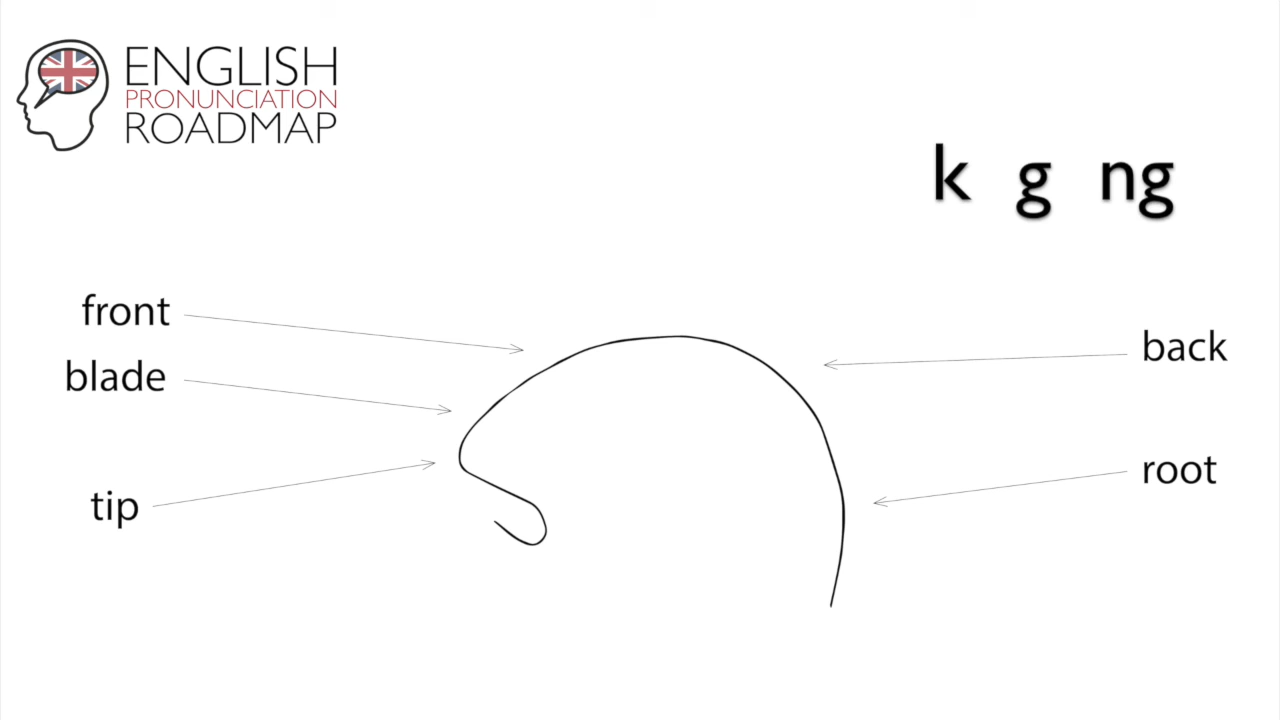 ENGLISH
PRONUNCIATION
ROADMAP
k g ng
front
blade
tip
back
root